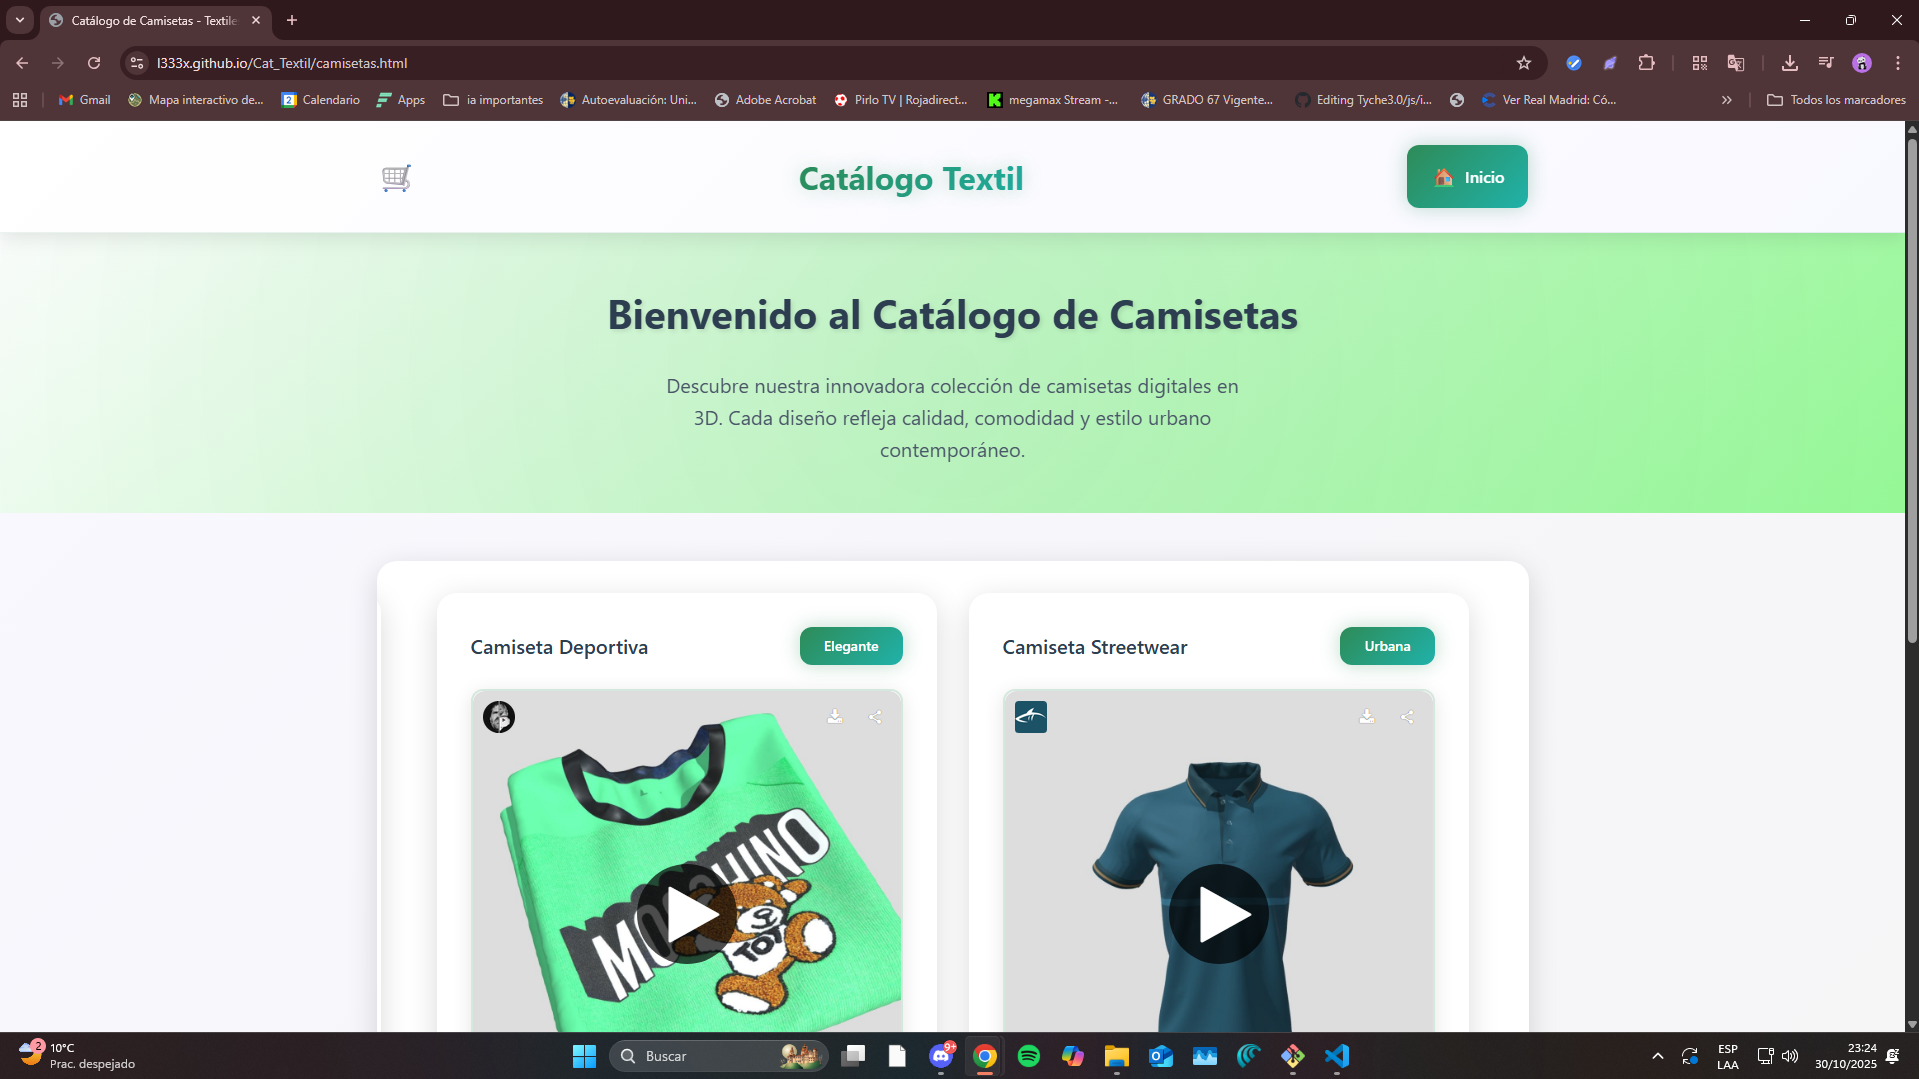 Catálogo de Camisetas - Textile
l333x.github.io/Cat_Textil/camisetas.html
Gmail
Mapa interactivo de...
2
Calendario
Apps
ia importantes
Autoevaluación: Uni...
Adobe Acrobat
Pirlo TV | Rojadirect...
K
megamax Stream -...
GRADO 67 Vigente...
Editing Tyche3.0/js/i...
Ver Real Madrid: Có...
Todos los marcadores
Catálogo Textil
Inicio
Bienvenido al Catálogo de Camisetas
Descubre nuestra innovadora colección de camisetas digitales en
3D. Cada diseño refleja calidad, comodidad y estilo urbano
contemporáneo.
Camiseta Deportiva
Elegante
Camiseta Streetwear
Urbana
MOSCHINO
TOY
2
10°C
Prac. despejado
Buscar
9+
ESP
LAA
23:24
30/10/2025